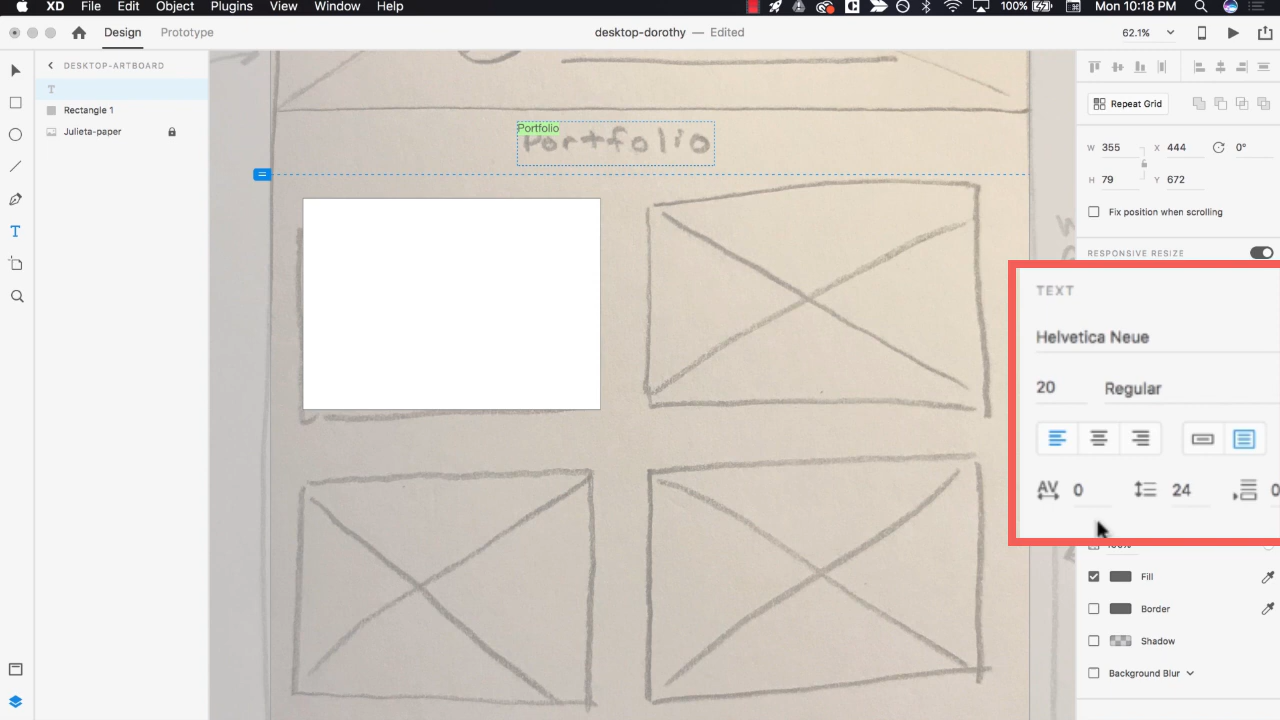 XD File Edit Object Plugins View Window Help 100% Mon 10:18 PM
Design Prototype desktop-dorothy — Edited 62.1%
DESKTOP-ARTBOARD
T
Rectangle 1
Julieta-paper
Portfolio
Portfolio
Repeat Grid
W 355 X 444 0°
H 79 Y 672
Fix position when scrolling
RESPONSIVE RESIZE
TEXT
Helvetica Neue
20 Regular
AV 0 24 0
Fill
Border
Shadow
Background Blur